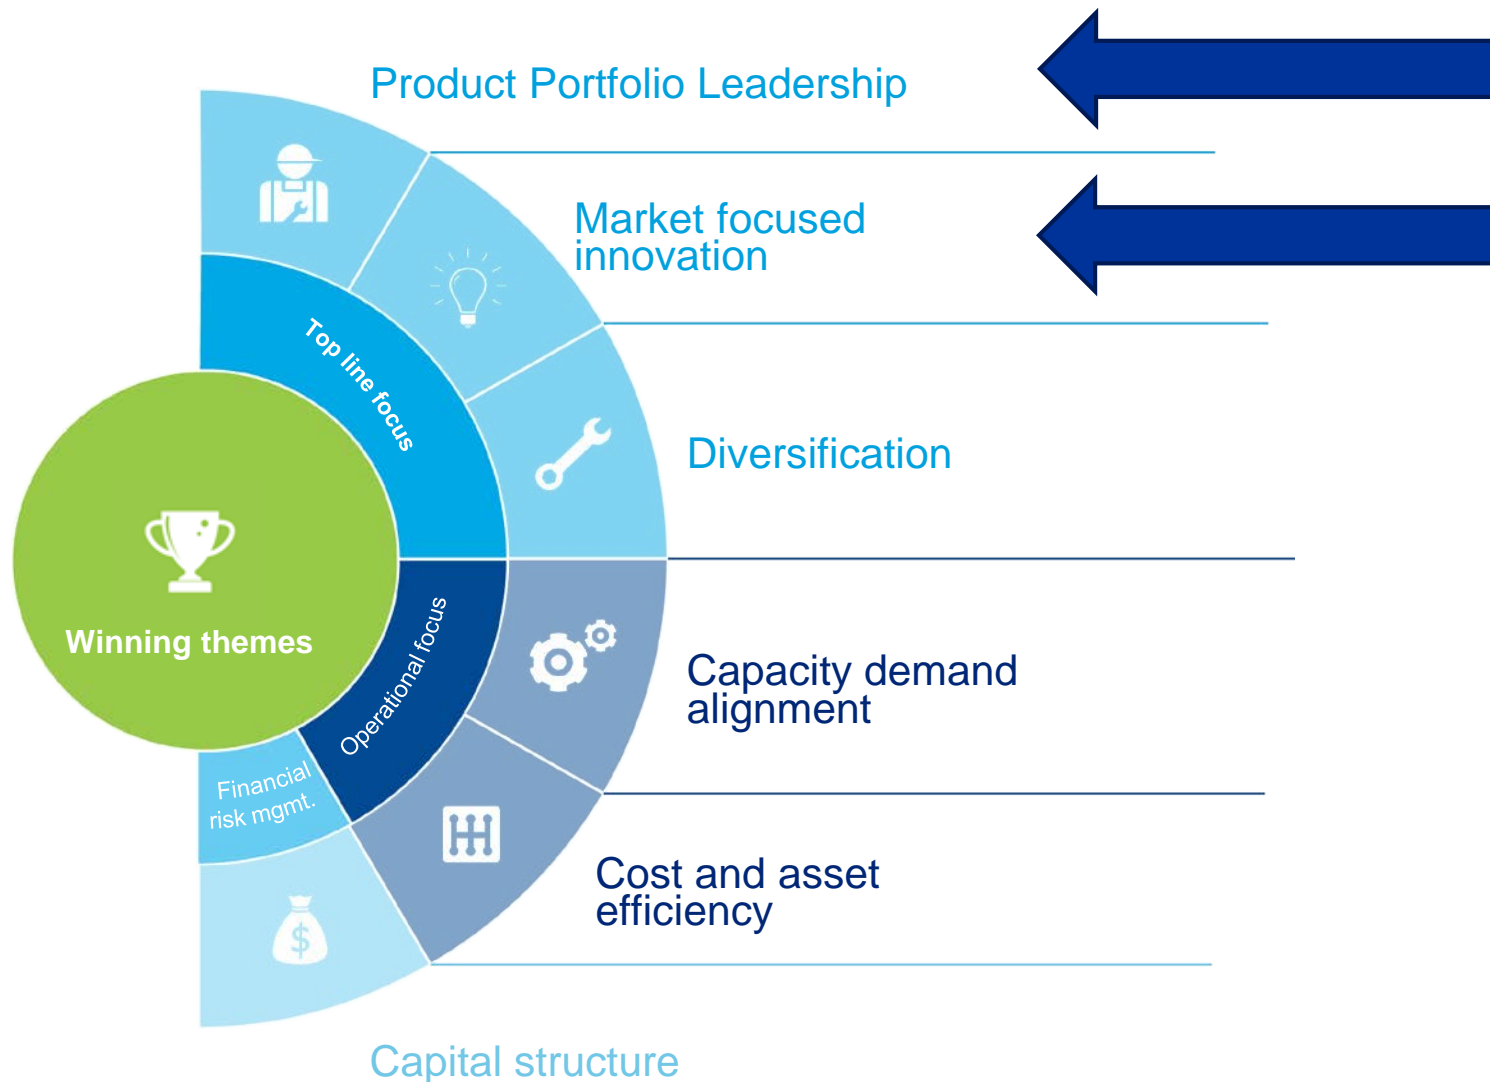 Product Portfolio Leadership
Market focused
innovation
Top line focus
Diversification
Winning themes
Operational focus
Capacity demand
alignment
Financial
risk mgmt.
Cost and asset
efficiency
$
Capital structure